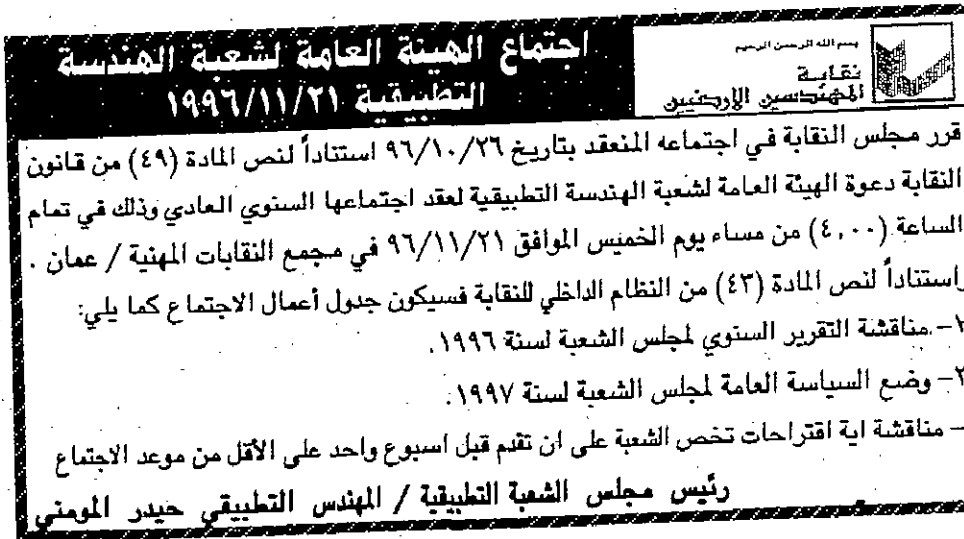 بسم الله الرحمن الرحيم
نقابة
المهندسين الاردنيين
اجتماع الهيئة العامة لشعبة الهندسة
التطبيقية ١٩٩٦/١١/٢١
قرر مجلس النقابة في اجتماعه المنعقد بتاريخ ٩٦/١٠/٢٦ استناداً لنص المادة (٤٩) من قانون
النقابة دعوة الهيئة العامة لشعبة الهندسة التطبيقية لعقد اجتماعها السنوي العادي وذلك في تمام
الساعة (٤,٠٠) من مساء يوم الخميس الموافق ٩٦/١١/٢١ في مجمع النقابات المهنية / عمان .
واستناداً لنص المادة (٤٣) من النظام الداخلي للنقابة فسيكون جدول أعمال الاجتماع كما يلي:
- مناقشة التقرير السنوي لمجلس الشعبة لسنة ١٩٩٦.
٢- وضع السياسة العامة لمجلس الشعبة لسنة ١٩٩٧.
- مناقشة اية اقتراحات تخص الشعبة على ان تقدم قبل اسبوع واحد على الأقل من موعد الاجتماع
رئيس مجلس الشعبة التطبيقية / المهندس التطبيقي حيدر المومني